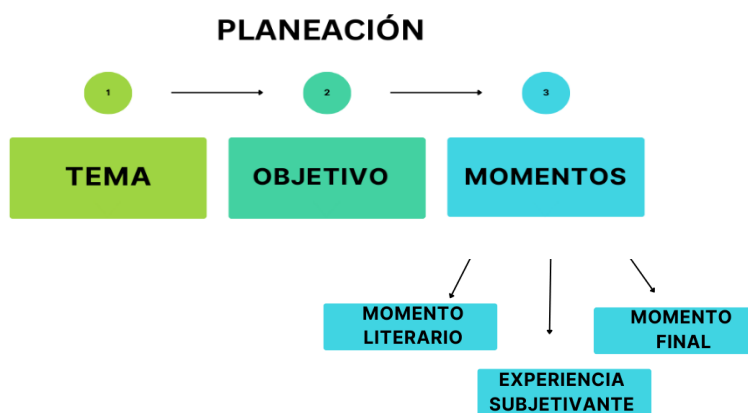 PLANEACIÓN
1
2
3
TEMA
OBJETIVO
MOMENTOS
MOMENTO
LITERARIO
EXPERIENCIA
SUBJETIVANTE
MOMENTO
FINAL